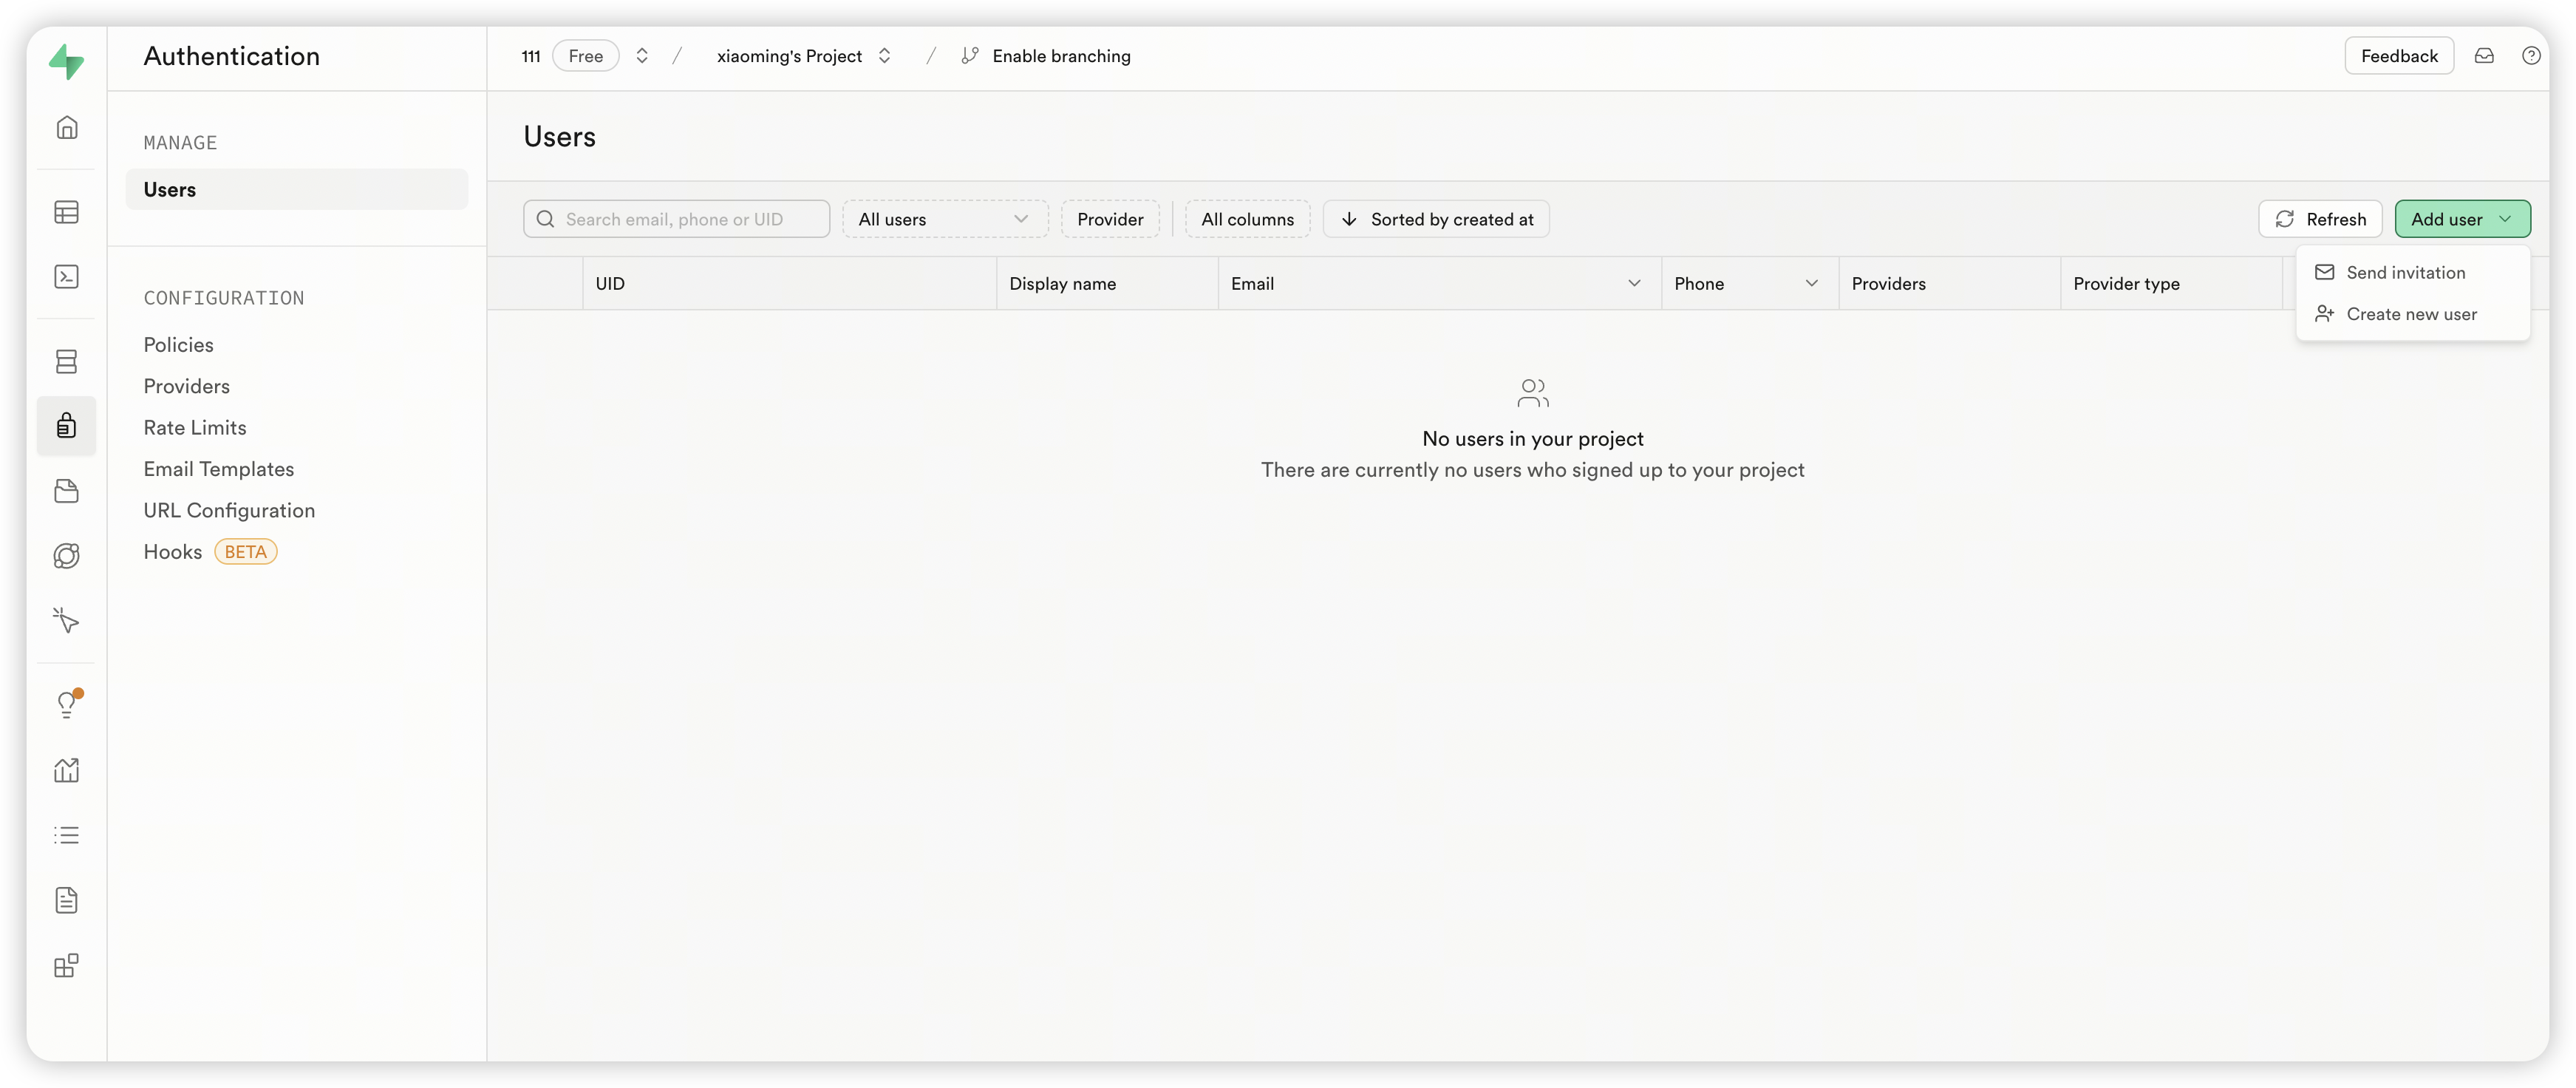 Authentication
111 Free / xiaoming's Project / Enable branching
Feedback
MANAGE
Users
CONFIGURATION
Policies
Providers
Rate Limits
Email Templates
URL Configuration
Hooks BETA
Users
Search email, phone or UID
All users
Provider
All columns
Sorted by created at
Refresh
Add user
Send invitation
Create new user
UID
Display name
Email
Phone
Providers
Provider type
No users in your project
There are currently no users who signed up to your project